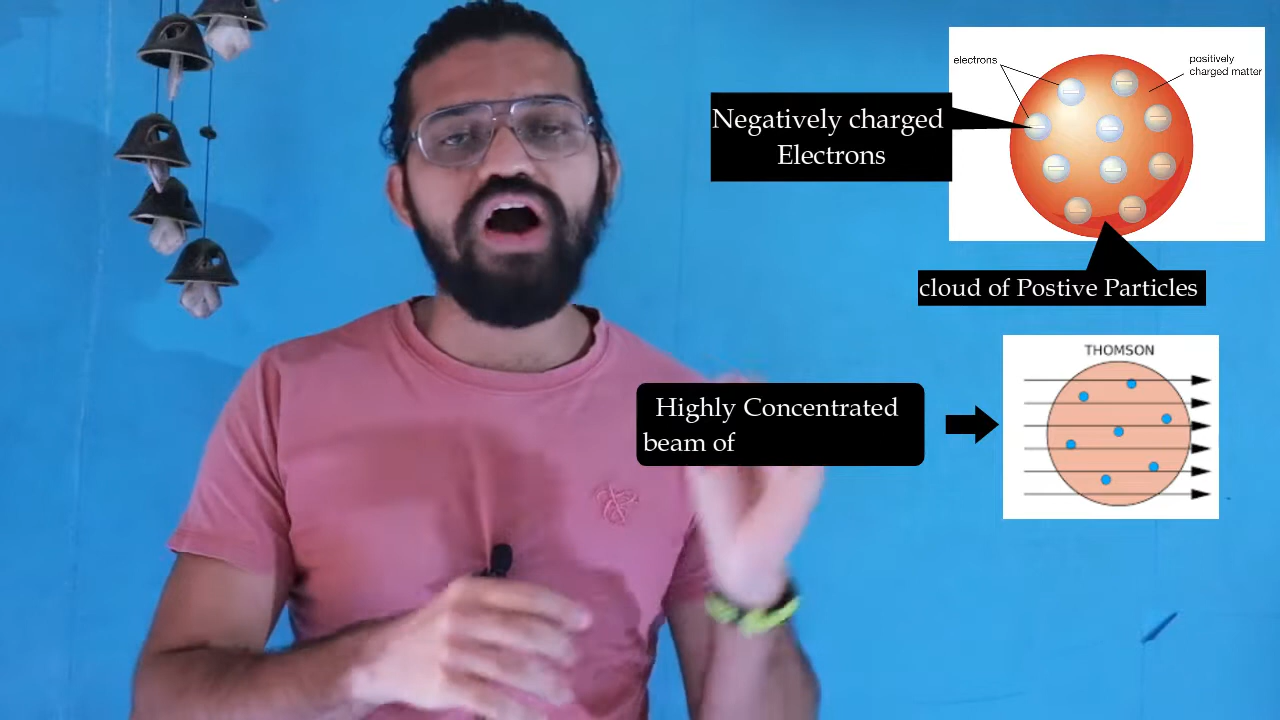 electrons
positively
charged matter
Negatively charged
Electrons
cloud of Postive Particles
THOMSON
Highly Concentrated
beam of